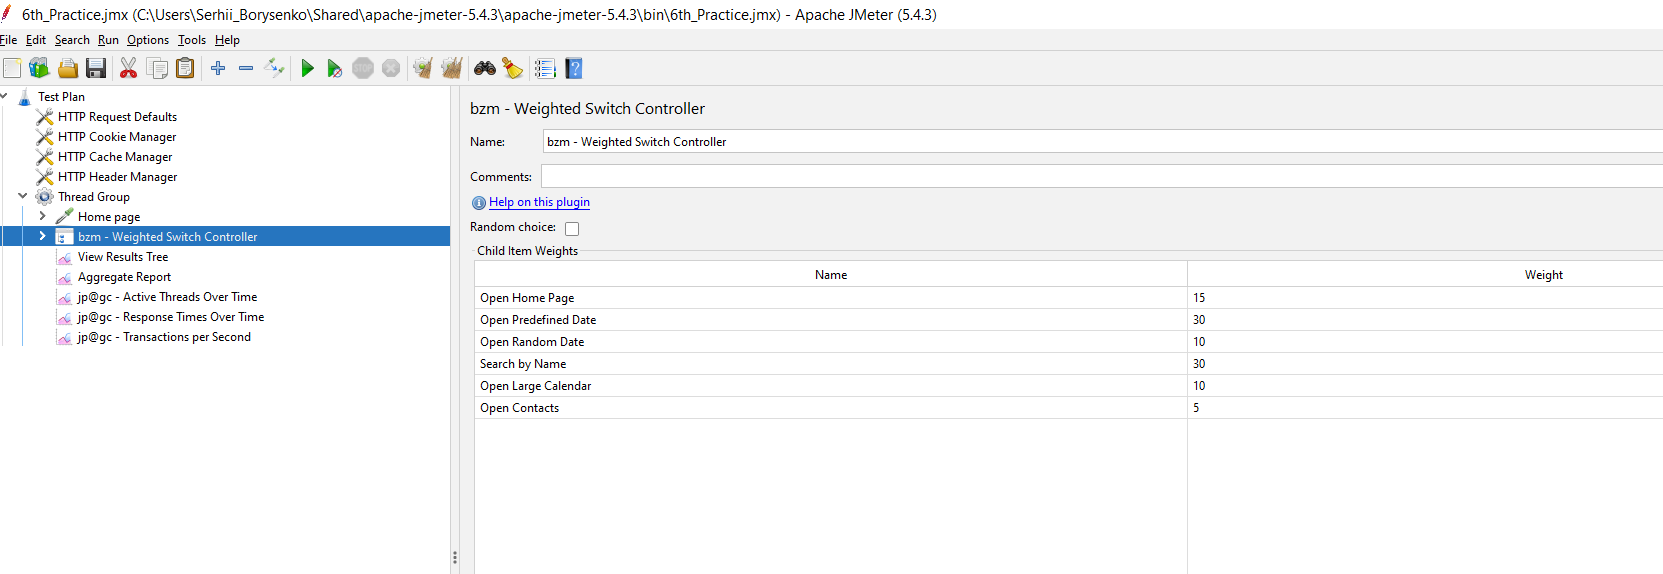 6th_Practice.jmx (C:\Users\Serhii_Borysenko\Shared\apache-jmeter-5.4.3\apache-jmeter-5.4.3\bin\6th_Practice.jmx) - Apache JMeter (5.4.3)
File Edit Search Run Options Tools Help
STOP
Test Plan
HTTP Request Defaults
HTTP Cookie Manager
HTTP Cache Manager
HTTP Header Manager
Thread Group
Home page
bzm - Weighted Switch Controller
View Results Tree
Aggregate Report
jp@gc - Active Threads Over Time
jp@gc - Response Times Over Time
jp@gc - Transactions per Second
bzm - Weighted Switch Controller
Name: bzm - Weighted Switch Controller
Comments:
Help on this plugin
Random choice:
Child Item Weights
Name Weight
Open Home Page 15
Open Predefined Date 30
Open Random Date 10
Search by Name 30
Open Large Calendar 10
Open Contacts 5